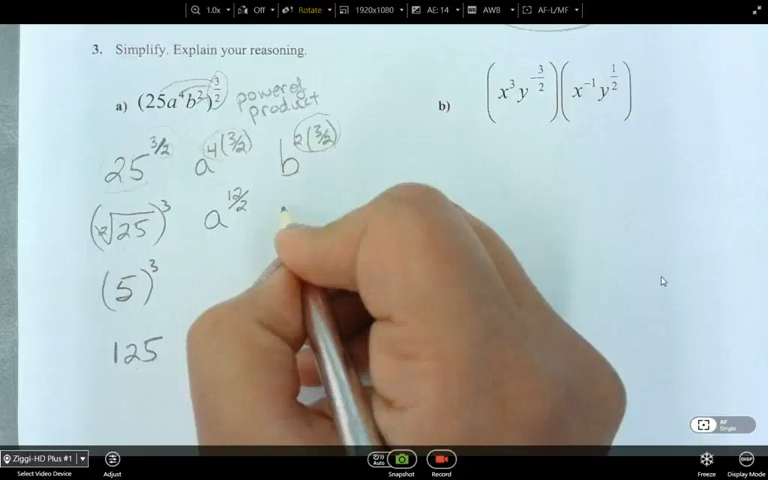 1.0x Off Rotate 1920x1080 AE: 14 AWB AF-L/MF
3. Simplify. Explain your reasoning.
a) (25a⁴b²)^(3/2) power of
product
b) (x³y^(-3/2))(x⁻¹y^(1/2))
25^(3/2) a^(4(3/2)) b^(2(3/2))
(²√25)³ a^(12/2)
(5)³
125
AF
Single
Ziggi-HD Plus #1 Auto
Select Video Device Adjust Snapshot Record Freeze DISP Display Mode